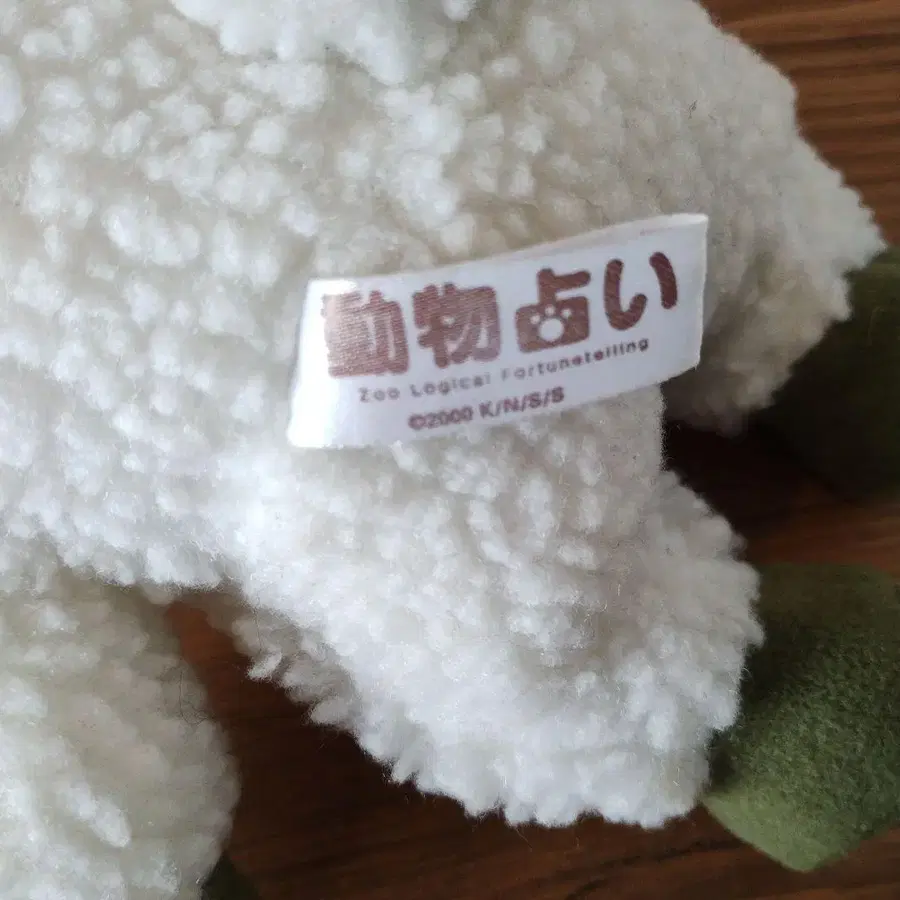 動物占い
Zoo Logical Fortunetelling
©2000 K/N/S/S